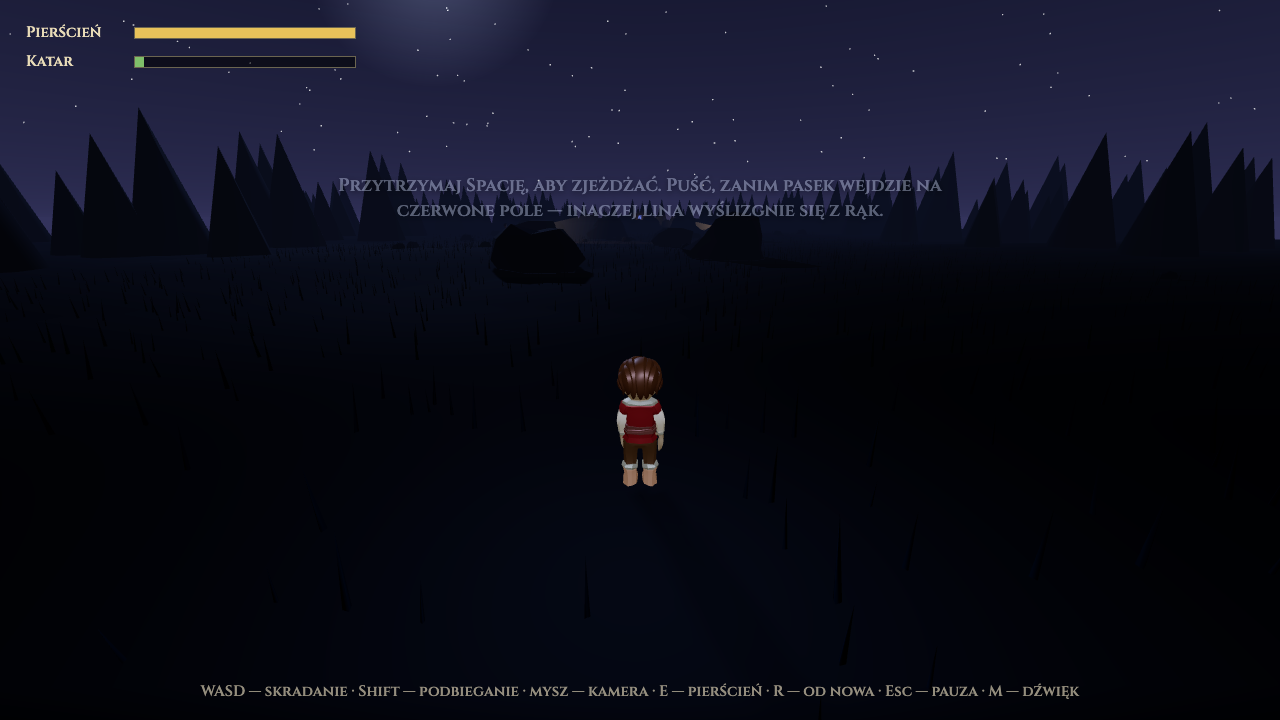 Pierścień
Katar
Przytrzymaj Spację, aby zjeżdżać. Puść, zanim pasek wejdzie na
czerwone pole — inaczej lina wyślizgnie się z rąk.
WASD — skradanie · Shift — podbieganie · mysz — kamera · E — pierścień · R — od nowa · Esc — pauza · M — dźwięk